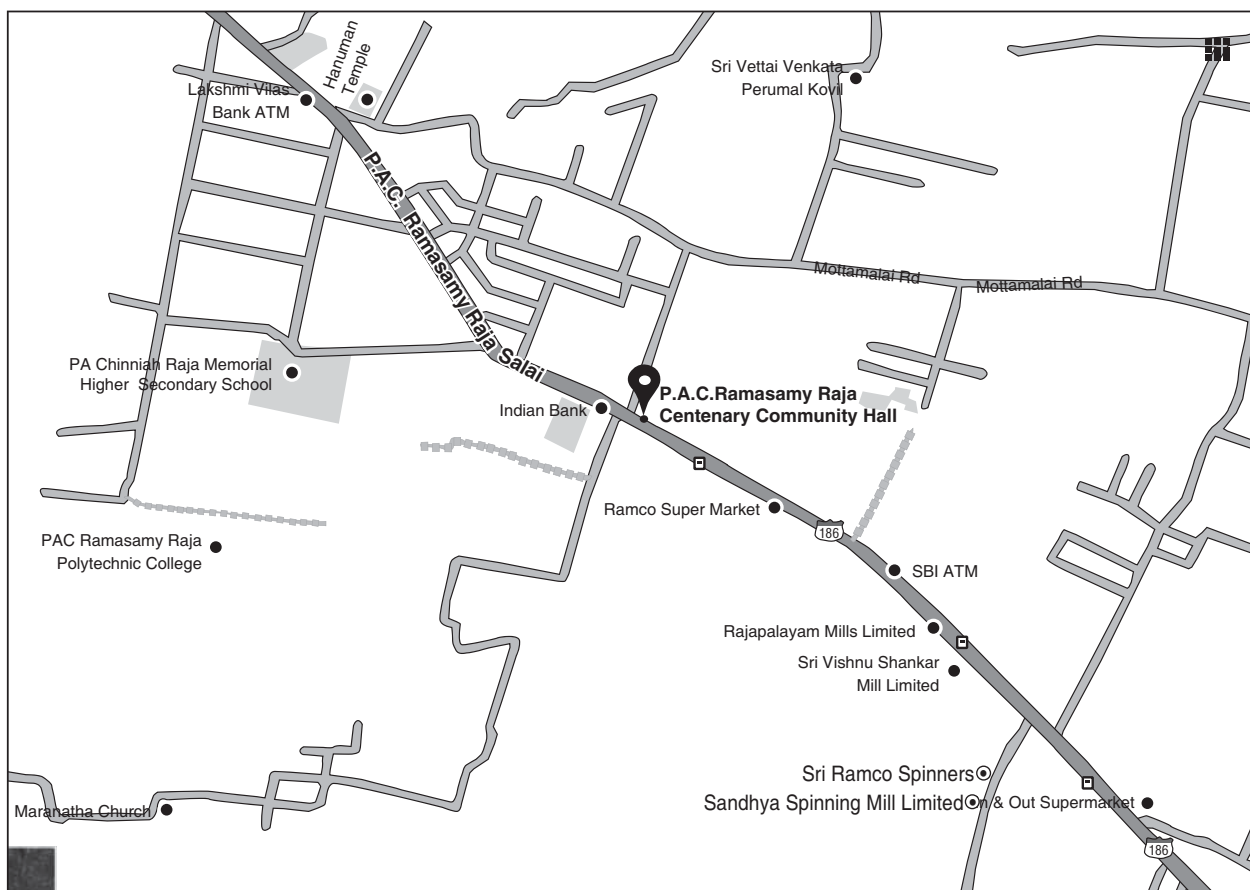 Hanuman
Temple
Lakshmi Vilas
Bank ATM
Sri Vettai Venkata
Perumal Kovil
P.A.C. Ramasamy Raja Salai
Mottamalai Rd
Mottamalai Rd
PA Chinniah Raja Memorial
Higher Secondary School
Indian Bank
P.A.C.Ramasamy Raja
Centenary Community Hall
Ramco Super Market
186
PAC Ramasamy Raja
Polytechnic College
SBI ATM
Rajapalayam Mills Limited
Sri Vishnu Shankar
Mill Limited
Sri Ramco Spinners
Sandhya Spinning Mill Limited
n & Out Supermarket
Maranatha Church
186